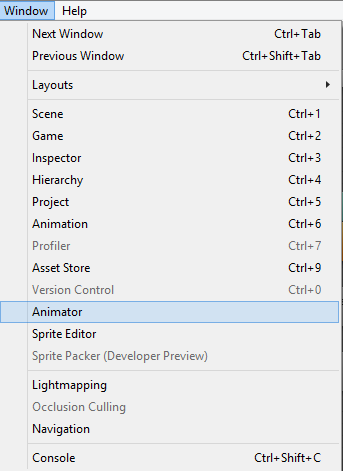 Window Help
Next Window Ctrl+Tab
Previous Window Ctrl+Shift+Tab
Layouts
Scene Ctrl+1
Game Ctrl+2
Inspector Ctrl+3
Hierarchy Ctrl+4
Project Ctrl+5
Animation Ctrl+6
Profiler Ctrl+7
Asset Store Ctrl+9
Version Control Ctrl+0
Animator
Sprite Editor
Sprite Packer (Developer Preview)
Lightmapping
Occlusion Culling
Navigation
Console Ctrl+Shift+C